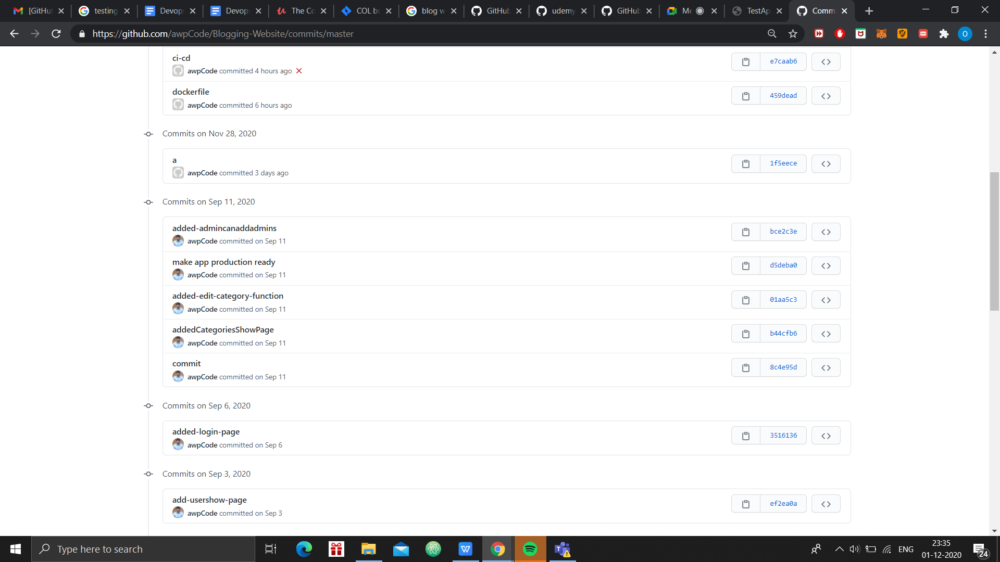 [GitHu
testing
Devop
Devop
The Co
COL bo
blog w
GitHub
udemy
GitHub
Me
TestAp
Comm
https://github.com/awpCode/Blogging-Website/commits/master
O
ci-cd
awpCode committed 4 hours ago
e7caab6
dockerfile
awpCode committed 6 hours ago
459dead
Commits on Nov 28, 2020
a
awpCode committed 3 days ago
1f5eece
Commits on Sep 11, 2020
added-admincanaddadmins
awpCode committed on Sep 11
bce2c3e
make app production ready
awpCode committed on Sep 11
d5deba0
added-edit-category-function
awpCode committed on Sep 11
01aa5c3
addedCategoriesShowPage
awpCode committed on Sep 11
b44cfb6
commit
awpCode committed on Sep 11
8c4e95d
Commits on Sep 6, 2020
added-login-page
awpCode committed on Sep 6
3516136
Commits on Sep 3, 2020
add-usershow-page
awpCode committed on Sep 3
ef2ea0a
Type here to search
ENG
23:35
01-12-2020
24